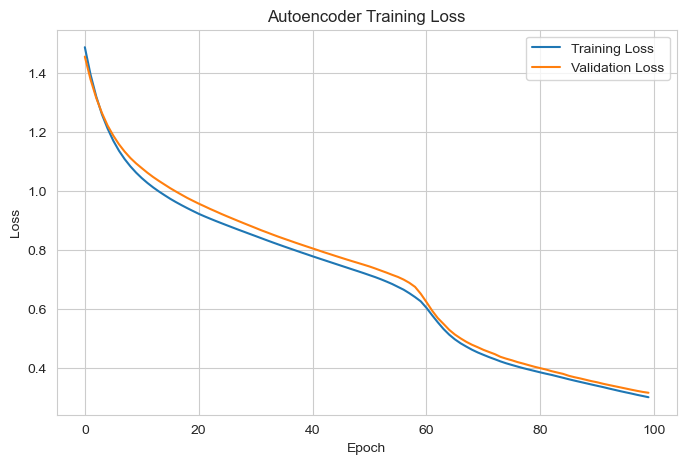 Autoencoder Training Loss
Training Loss
Validation Loss
1.4
1.2
1.0
0.8
0.6
0.4
Loss
0 20 40 60 80 100
Epoch